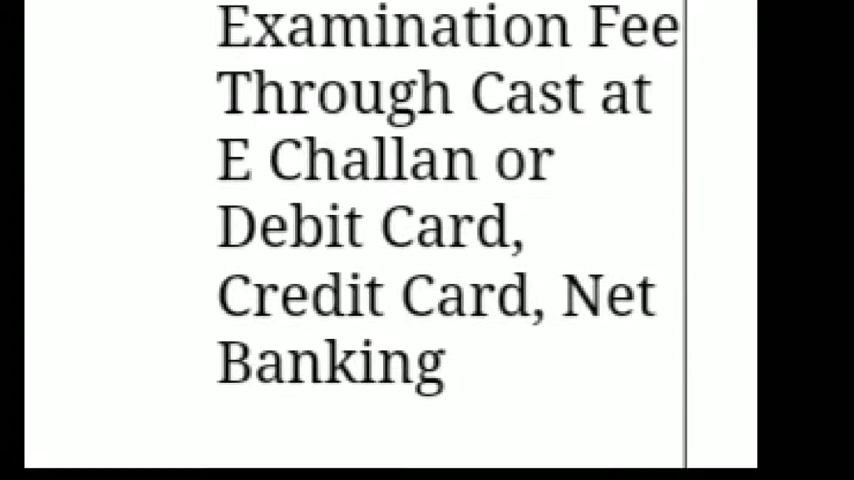 Examination Fee
Through Cast at
E Challan or
Debit Card,
Credit Card, Net
Banking